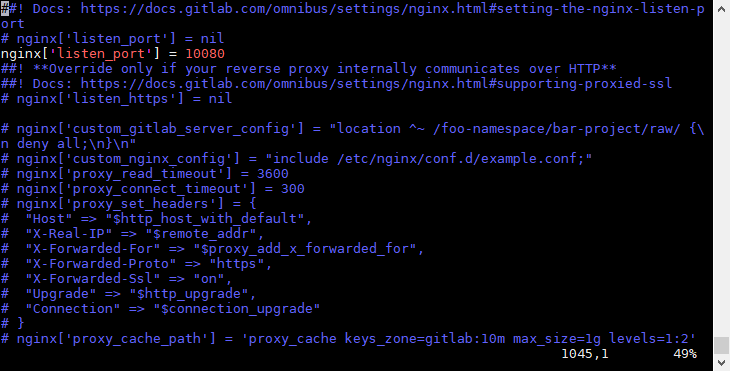 ##! Docs: https://docs.gitlab.com/omnibus/settings/nginx.html#setting-the-nginx-listen-p
ort
# nginx['listen_port'] = nil
nginx['listen_port'] = 10080
##! **Override only if your reverse proxy internally communicates over HTTP**
##! Docs: https://docs.gitlab.com/omnibus/settings/nginx.html#supporting-proxied-ssl
# nginx['listen_https'] = nil
# nginx['custom_gitlab_server_config'] = "location ^~ /foo-namespace/bar-project/raw/ {\
n deny all;\n}\n"
# nginx['custom_nginx_config'] = "include /etc/nginx/conf.d/example.conf;"
# nginx['proxy_read_timeout'] = 3600
# nginx['proxy_connect_timeout'] = 300
# nginx['proxy_set_headers'] = {
#  "Host" => "$http_host_with_default",
#  "X-Real-IP" => "$remote_addr",
#  "X-Forwarded-For" => "$proxy_add_x_forwarded_for",
#  "X-Forwarded-Proto" => "https",
#  "X-Forwarded-Ssl" => "on",
#  "Upgrade" => "$http_upgrade",
#  "Connection" => "$connection_upgrade"
# }
# nginx['proxy_cache_path'] = 'proxy_cache keys_zone=gitlab:10m max_size=1g levels=1:2'
1045,1 49%